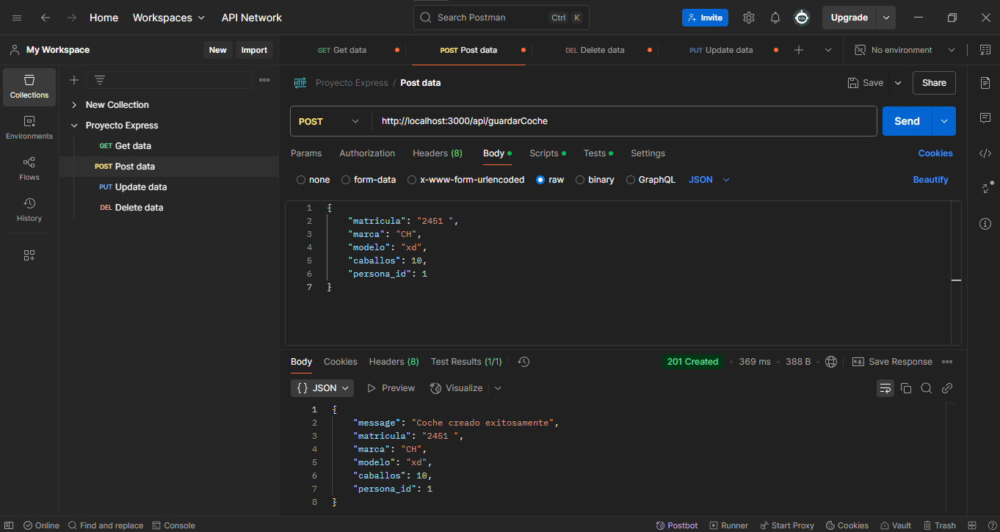 Home Workspaces API Network Search Postman Ctrl K Invite Upgrade
My Workspace New Import GET Get data POST Post data DEL Delete data PUT Update data No environment
Collections
Environments
Flows
History
New Collection
Proyecto Express
GET Get data
POST Post data
PUT Update data
DEL Delete data
HTTP Proyecto Express / Post data Save Share
POST http://localhost:3000/api/guardarCoche Send
Params Authorization Headers (8) Body Scripts Tests Settings Cookies
none form-data x-www-form-urlencoded raw binary GraphQL JSON Beautify
1 {
2 "matricula": "2451 ",
3 "marca": "CH",
4 "modelo": "xd",
5 "caballos": 10,
6 "persona_id": 1
7 }
Body Cookies Headers (8) Test Results (1/1) 201 Created 369 ms 388 B e.g. Save Response
{} JSON Preview Visualize
1 {
2 "message": "Coche creado exitosamente",
3 "matricula": "2451 ",
4 "marca": "CH",
5 "modelo": "xd",
6 "caballos": 10,
7 "persona_id": 1
8 }
Online Find and replace Console Postbot Runner Start Proxy Cookies Vault Trash